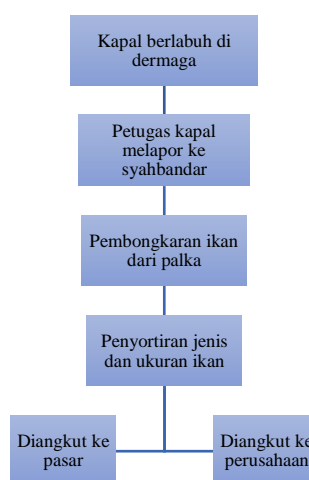 Kapal berlabuh di
dermaga
Petugas kapal
melapor ke
syahbandar
Pembongkaran ikan
dari palka
Penyortiran jenis
dan ukuran ikan
Diangkut ke
pasar
Diangkut ke
perusahaan